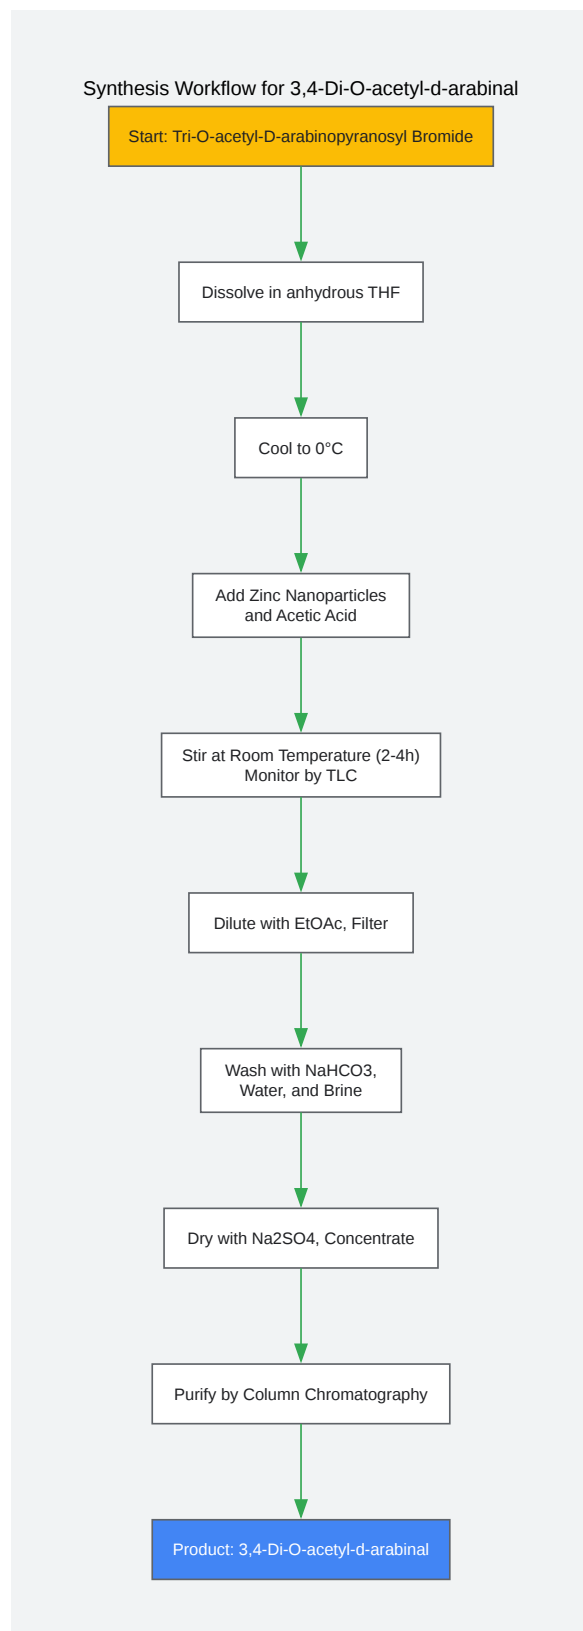 Synthesis Workflow for 3,4-Di-O-acetyl-d-arabinal
Start: Tri-O-acetyl-D-arabinopyranosyl Bromide
Dissolve in anhydrous THF
Cool to 0°C
Add Zinc Nanoparticles
and Acetic Acid
Stir at Room Temperature (2-4h)
Monitor by TLC
Dilute with EtOAc, Filter
Wash with NaHCO3,
Water, and Brine
Dry with Na2SO4, Concentrate
Purify by Column Chromatography
Product: 3,4-Di-O-acetyl-d-arabinal